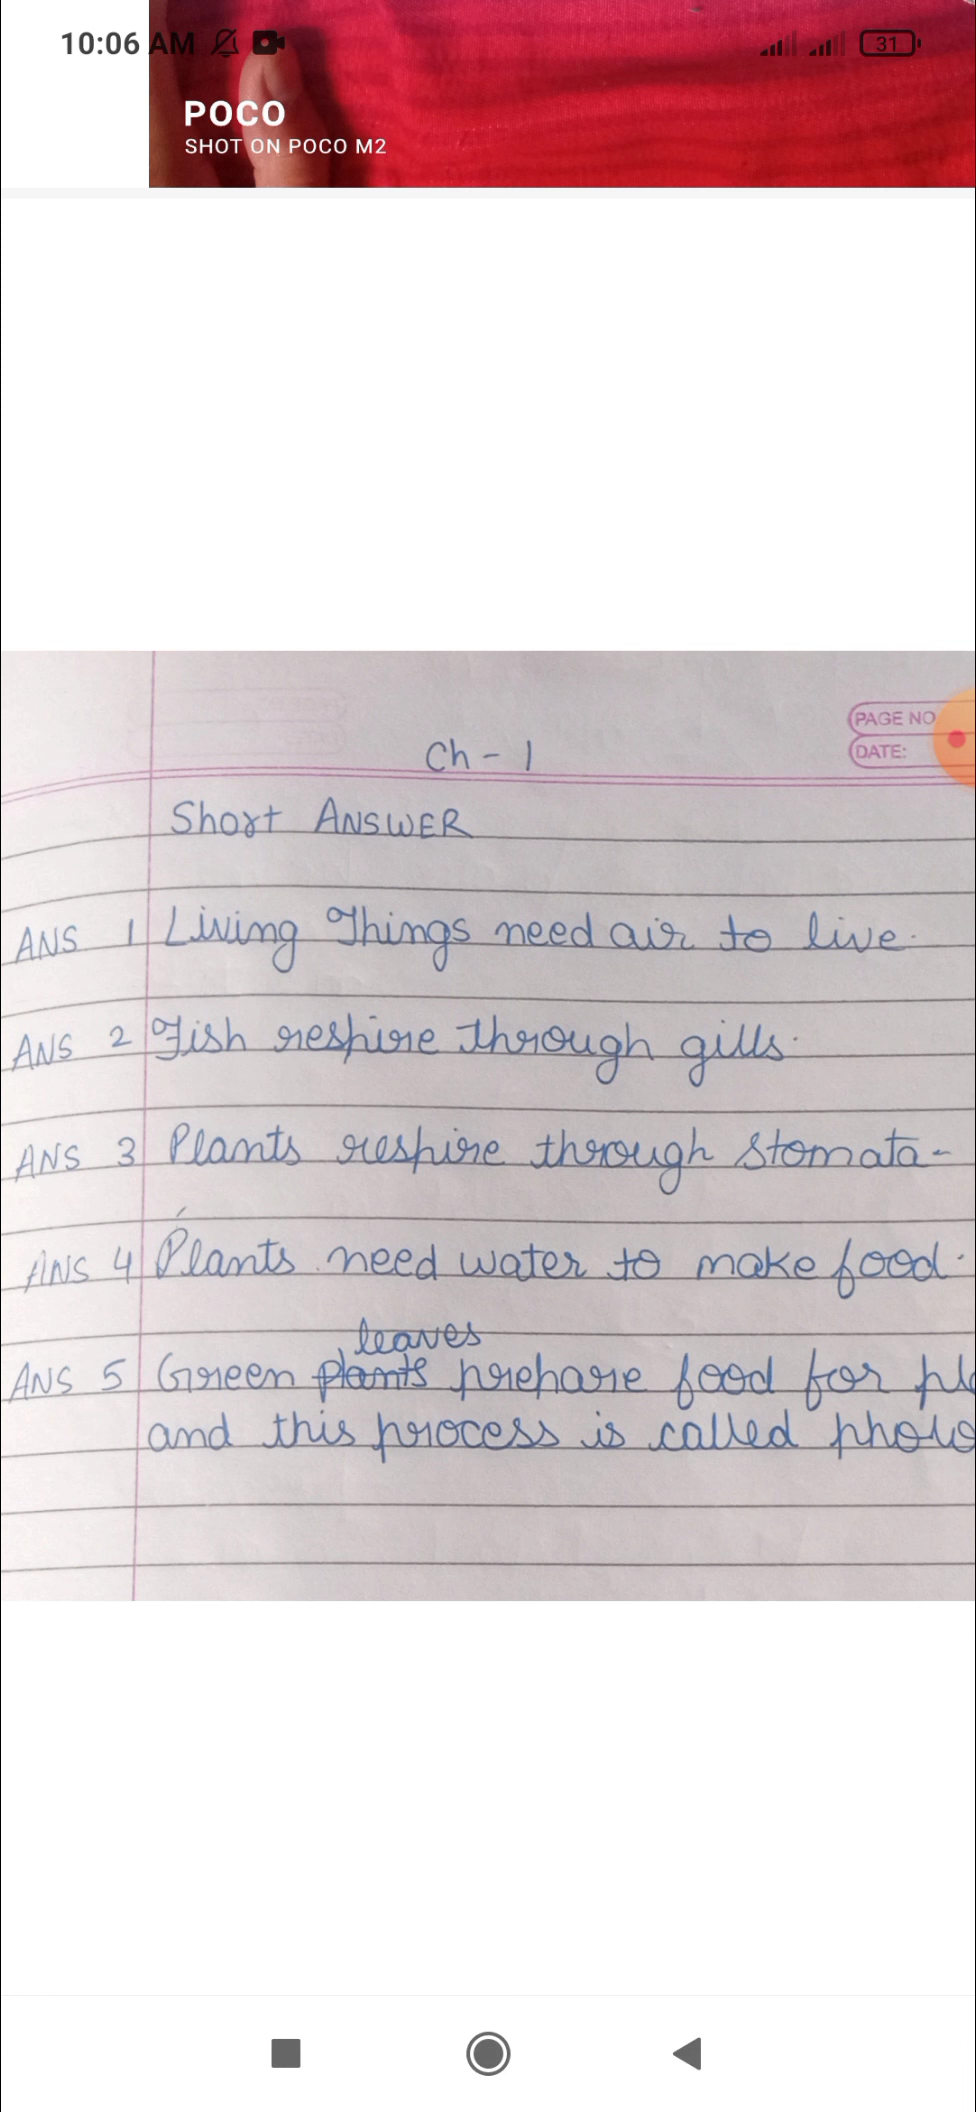 10:06 AM 31
POCO
SHOT ON POCO M2
PAGE NO
DATE:
Ch - 1
Short ANSWER
ANS 1 Living Things need air to live.
ANS 2 Fish respire through gills.
ANS 3 Plants respire through Stomata-
ANS 4 Plants need water to make food.
leaves
ANS 5 Green plants prepare food for pl
and this process is called photo